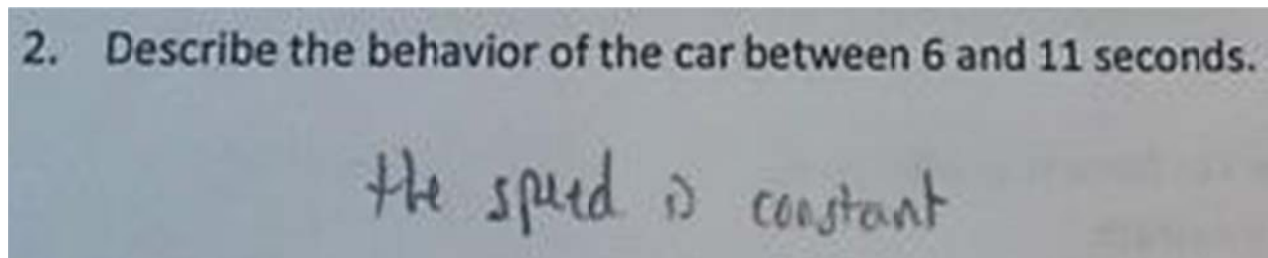 2. Describe the behavior of the car between 6 and 11 seconds.
the speed is constant